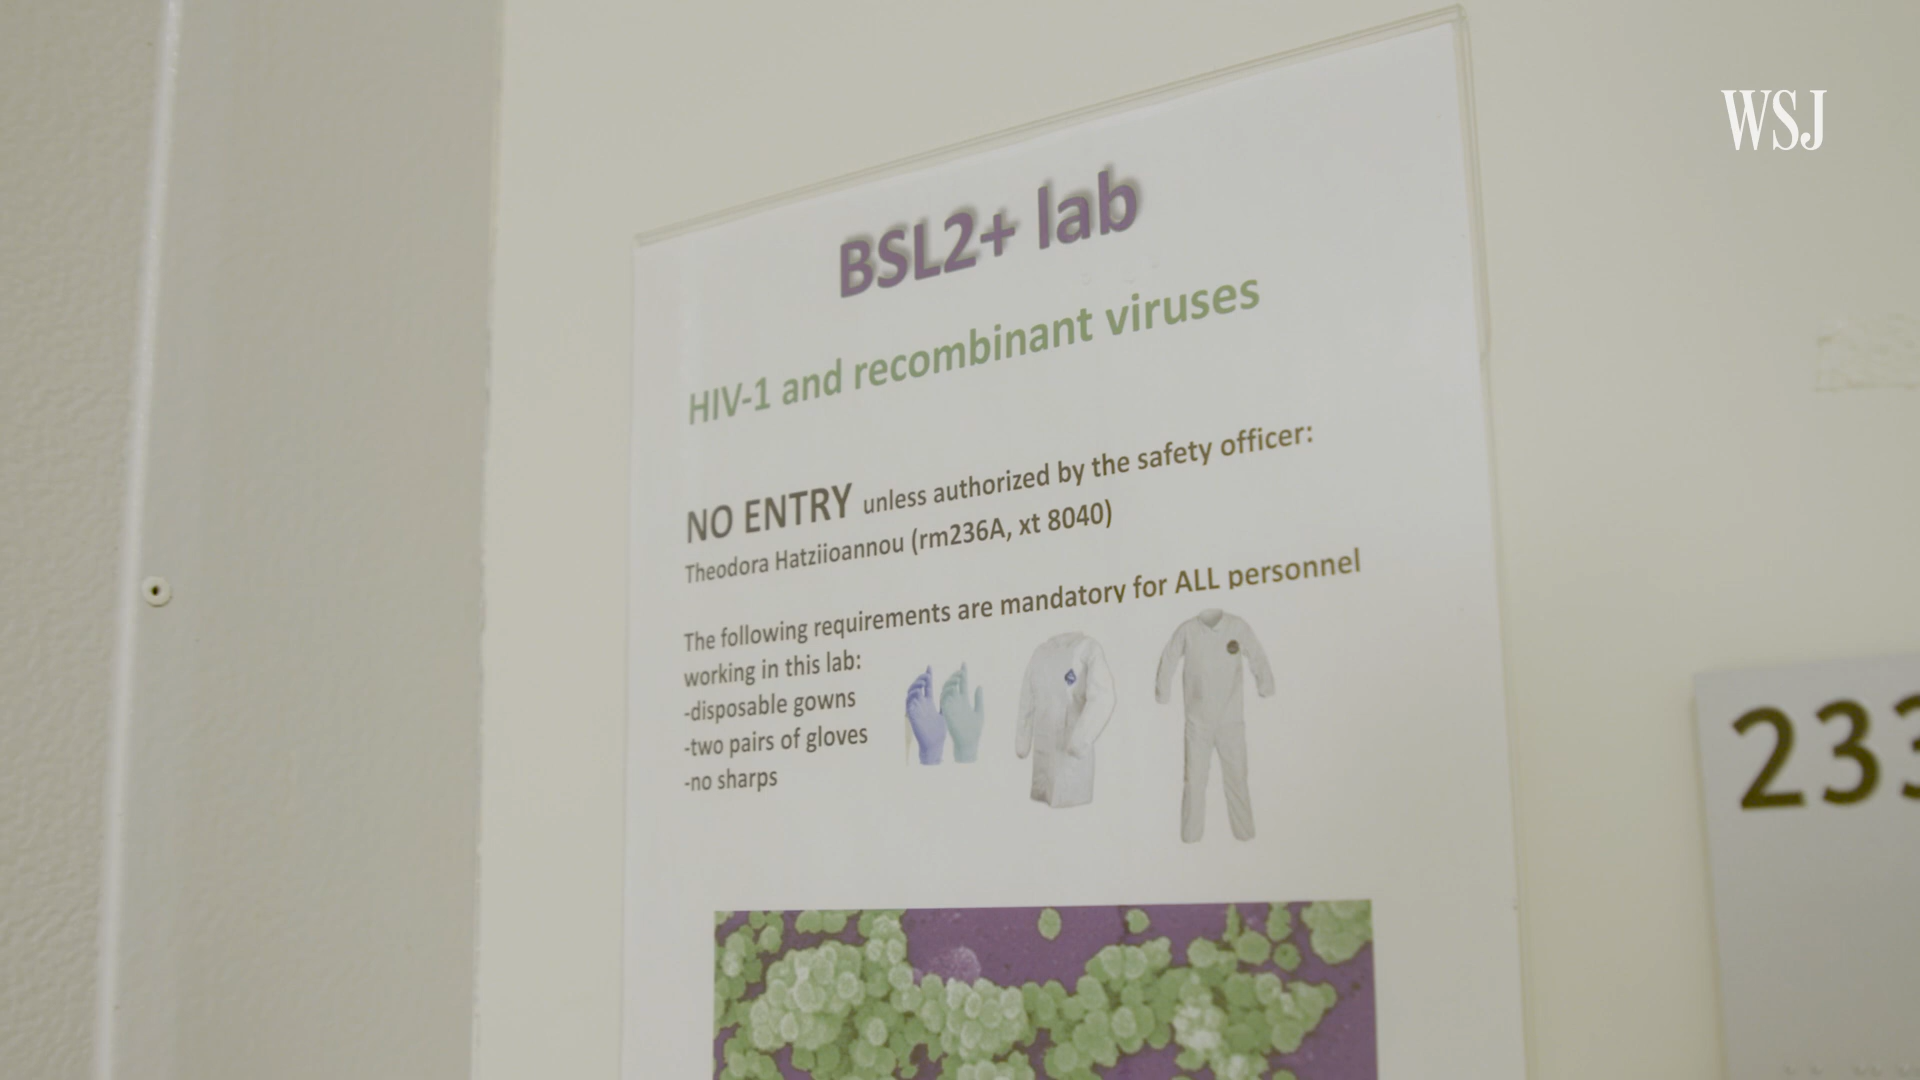 WSJ
BSL2+ lab
HIV-1 and recombinant viruses
NO ENTRY unless authorized by the safety officer:
Theodora Hatziioannou (rm236A, xt 8040)
The following requirements are mandatory for ALL personnel
working in this lab:
-disposable gowns
-two pairs of gloves
-no sharps
233